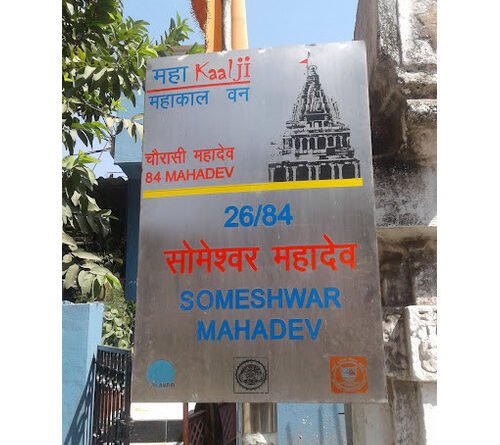 महा Kaalji
महाकाल वन
चौरासी महादेव
84 MAHADEV
26/84
सोमेश्वर महादेव
SOMESHWAR
MAHADEV